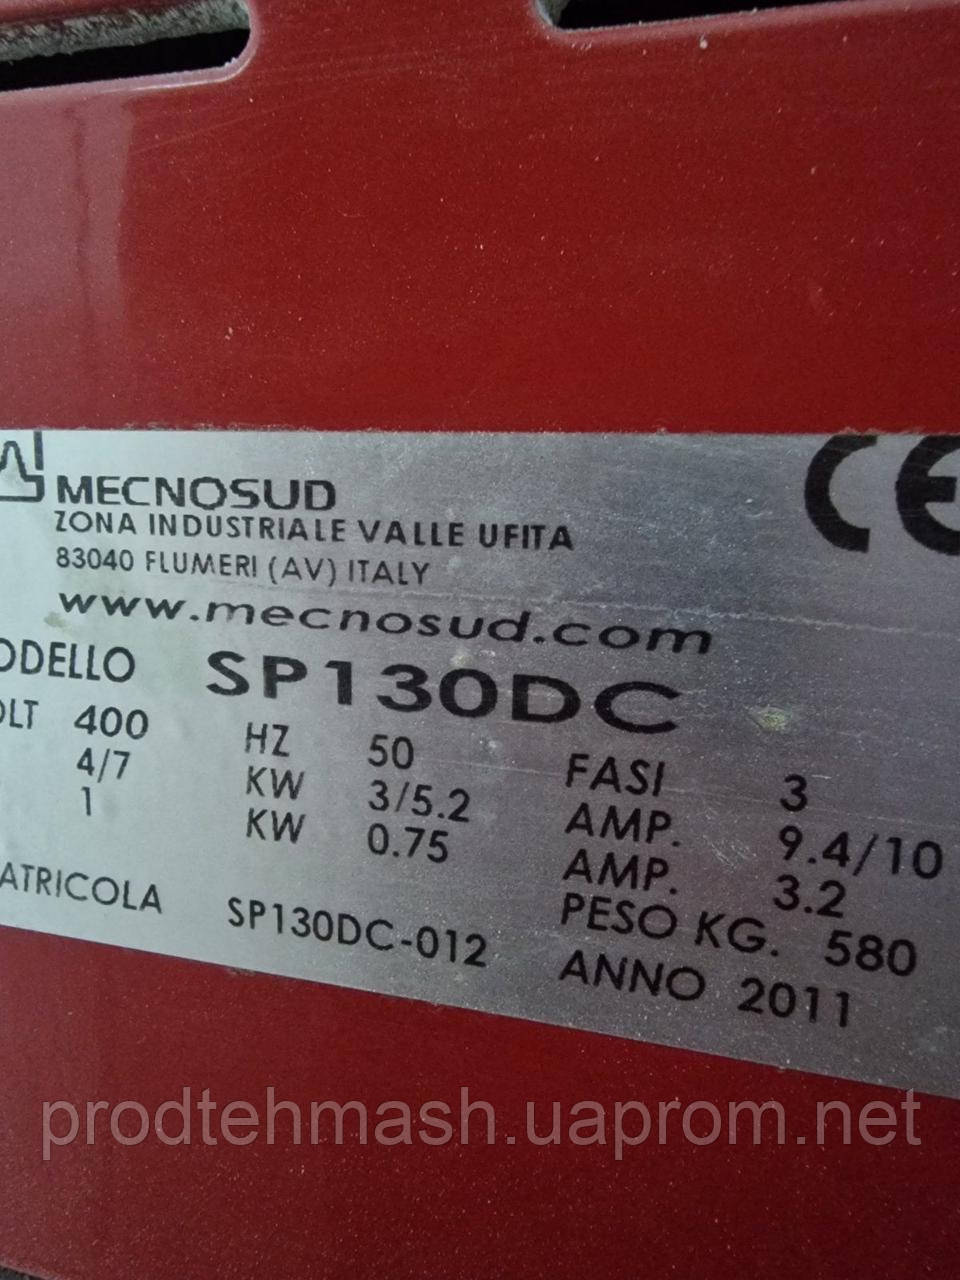 MECNOSUD
ZONA INDUSTRIALE VALLE UFITA
83040 FLUMERI (AV) ITALY
www.mecnosud.com
CE
ODELLO SP130DC
OLT 400 HZ 50 FASI 3
4/7 KW 3/5.2 AMP. 9.4/10
1 KW 0.75 AMP. 3.2
PESO KG. 580
ATRICOLA SP130DC-012 ANNO 2011
prodtehmash.uaprom.net